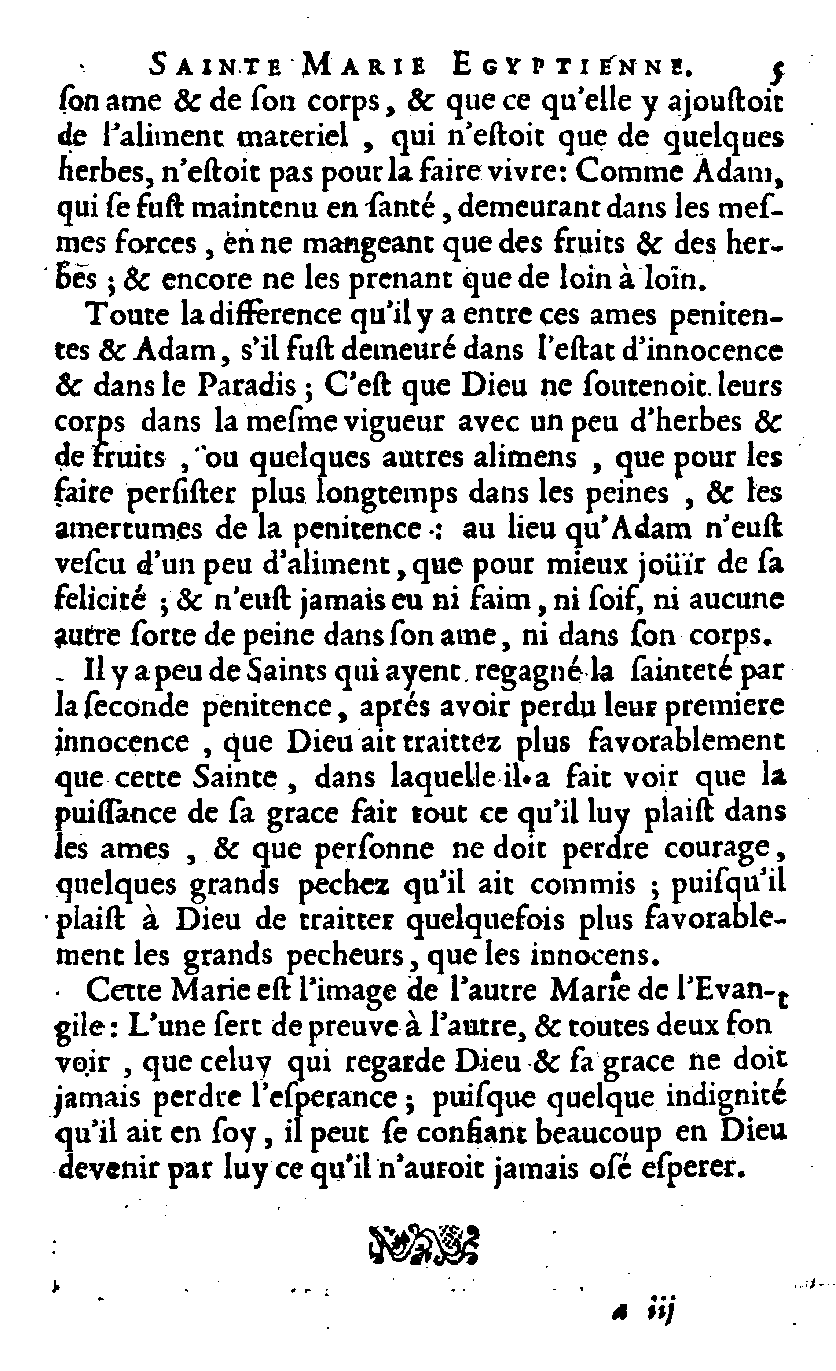 SAINTE MARIE EGYPTIENNE. 5
ſon ame & de ſon corps, & que ce qu'elle y ajouſtoit
de l'aliment materiel, qui n'eſtoit que de quelques
herbes, n'eſtoit pas pour la faire vivre: Comme Adam,
qui ſe fuſt maintenu en ſanté, demeurant dans les meſ-
mes forces, en ne mangeant que des fruits & des her-
bes; & encore ne les prenant que de loin à loin.
Toute la difference qu'il y a entre ces ames peniten-
tes & Adam, s'il fuſt demeuré dans l'eſtat d'innocence
& dans le Paradis; C'eſt que Dieu ne ſoutenoit leurs
corps dans la meſme vigueur avec un peu d'herbes &
de fruits, ou quelques autres alimens, que pour les
faire perſiſter plus longtemps dans les peines, & les
amertumes de la penitence: au lieu qu'Adam n'euſt
veſcu d'un peu d'aliment, que pour mieux joüïr de ſa
felicité; & n'euſt jamais eu ni faim, ni ſoif, ni aucune
autre ſorte de peine dans ſon ame, ni dans ſon corps.
Il y a peu de Saints qui ayent regagné la ſainteté par
la ſeconde penitence, aprés avoir perdu leur premiere
innocence, que Dieu ait traittez plus favorablement
que cette Sainte, dans laquelle il a fait voir que la
puiſſance de ſa grace fait tout ce qu'il luy plaiſt dans
les ames, & que perſonne ne doit perdre courage,
quelques grands pechez qu'il ait commis; puiſqu'il
plaiſt à Dieu de traitter quelquefois plus favorable-
ment les grands pecheurs, que les innocens.
Cette Marie eſt l'image de l'autre Marie de l'Evan-
gile: L'une ſert de preuve à l'autre, & toutes deux font
voir, que celuy qui regarde Dieu & ſa grace ne doit
jamais perdre l'eſperance; puiſque quelque indignité
qu'il ait en ſoy, il peut ſe confiant beaucoup en Dieu
devenir par luy ce qu'il n'auroit jamais oſé eſperer.
a iij